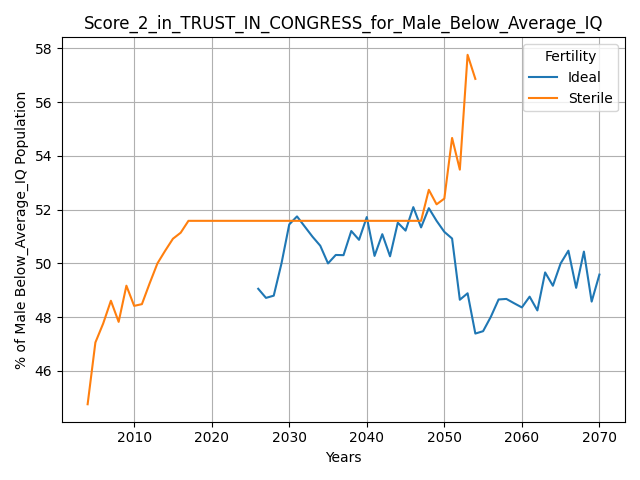 Score_2_in_TRUST_IN_CONGRESS_for_Male_Below_Average_IQ
% of Male Below_Average_IQ Population
58
56
54
52
50
48
46
Fertility
Ideal
Sterile
2010 2020 2030 2040 2050 2060 2070
Years